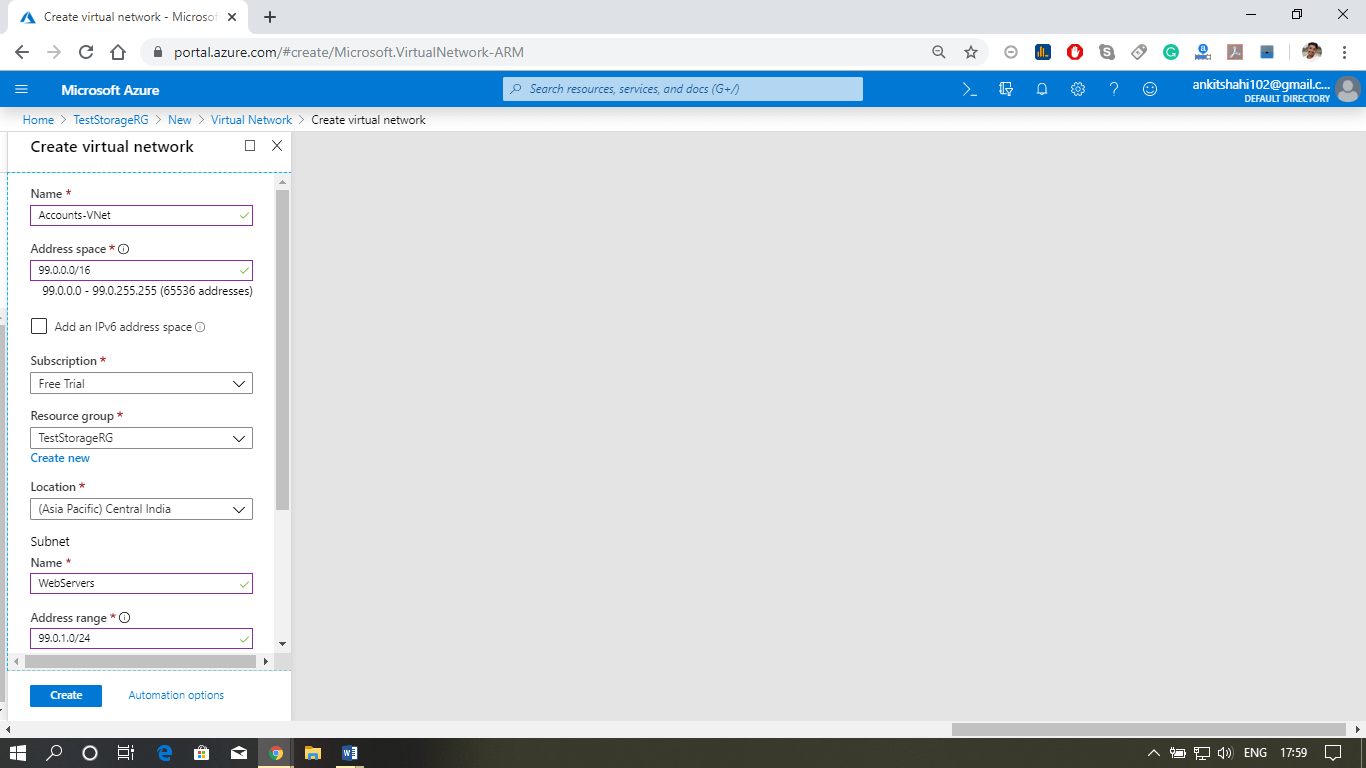 Create virtual network - Microsof
portal.azure.com/#create/Microsoft.VirtualNetwork-ARM
Microsoft Azure
Search resources, services, and docs (G+/)
ankitshahi102@gmail.c...
DEFAULT DIRECTORY
Home > TestStorageRG > New > Virtual Network > Create virtual network
Create virtual network
Name *
Accounts-VNet
Address space *
99.0.0.0/16
99.0.0.0 - 99.0.255.255 (65536 addresses)
Add an IPv6 address space
Subscription *
Free Trial
Resource group *
TestStorageRG
Create new
Location *
(Asia Pacific) Central India
Subnet
Name *
WebServers
Address range *
99.0.1.0/24
Create
Automation options
ENG
17:59